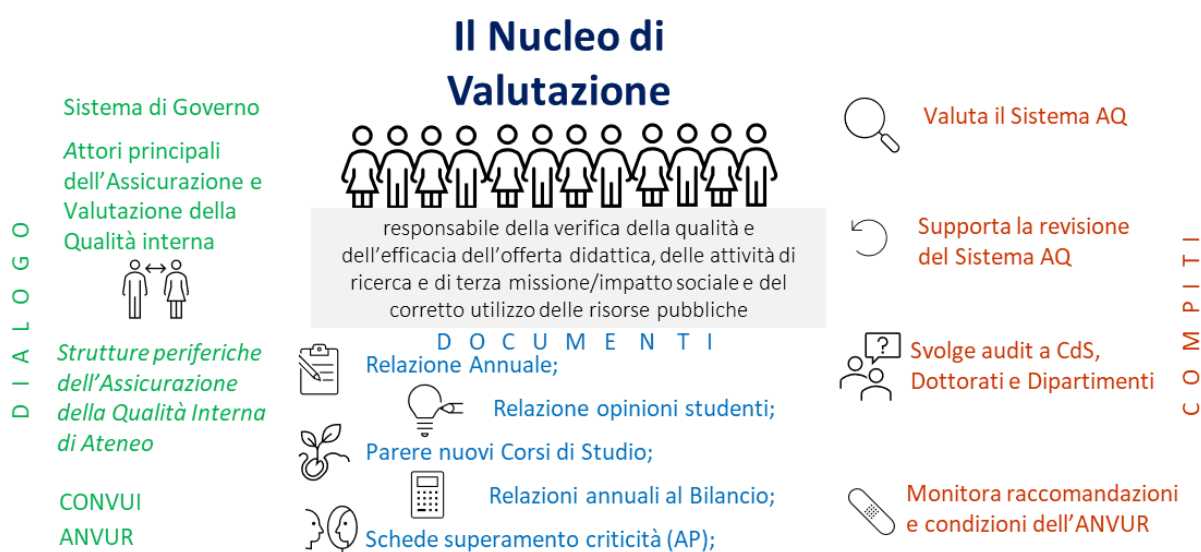 Il Nucleo di
Valutazione
responsabile della verifica della qualità e
dell’efficacia dell’offerta didattica, delle attività di
ricerca e di terza missione/impatto sociale e del
corretto utilizzo delle risorse pubbliche
DIALOGO
Sistema di Governo
Attori principali
dell’Assicurazione e
Valutazione della
Qualità interna
Strutture periferiche
dell’Assicurazione
della Qualità Interna
di Ateneo
CONVUI
ANVUR
DOCUMENTI
Relazione Annuale;
Relazione opinioni studenti;
Parere nuovi Corsi di Studio;
Relazioni annuali al Bilancio;
Schede superamento criticità (AP);
COMPITI
Valuta il Sistema AQ
Supporta la revisione
del Sistema AQ
?
Svolge audit a CdS,
Dottorati e Dipartimenti
Monitora raccomandazioni
e condizioni dell’ANVUR